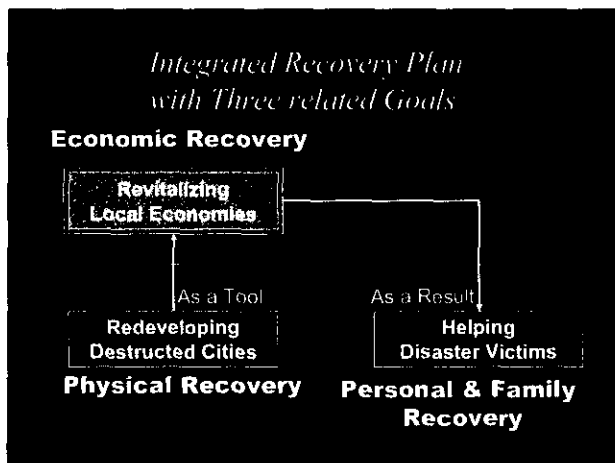 Integrated Recovery Plan
with Three related Goals
Economic Recovery
Revitalizing
Local Economies
As a Tool
As a Result
Redeveloping
Destructed Cities
Helping
Disaster Victims
Physical Recovery
Personal & Family
Recovery